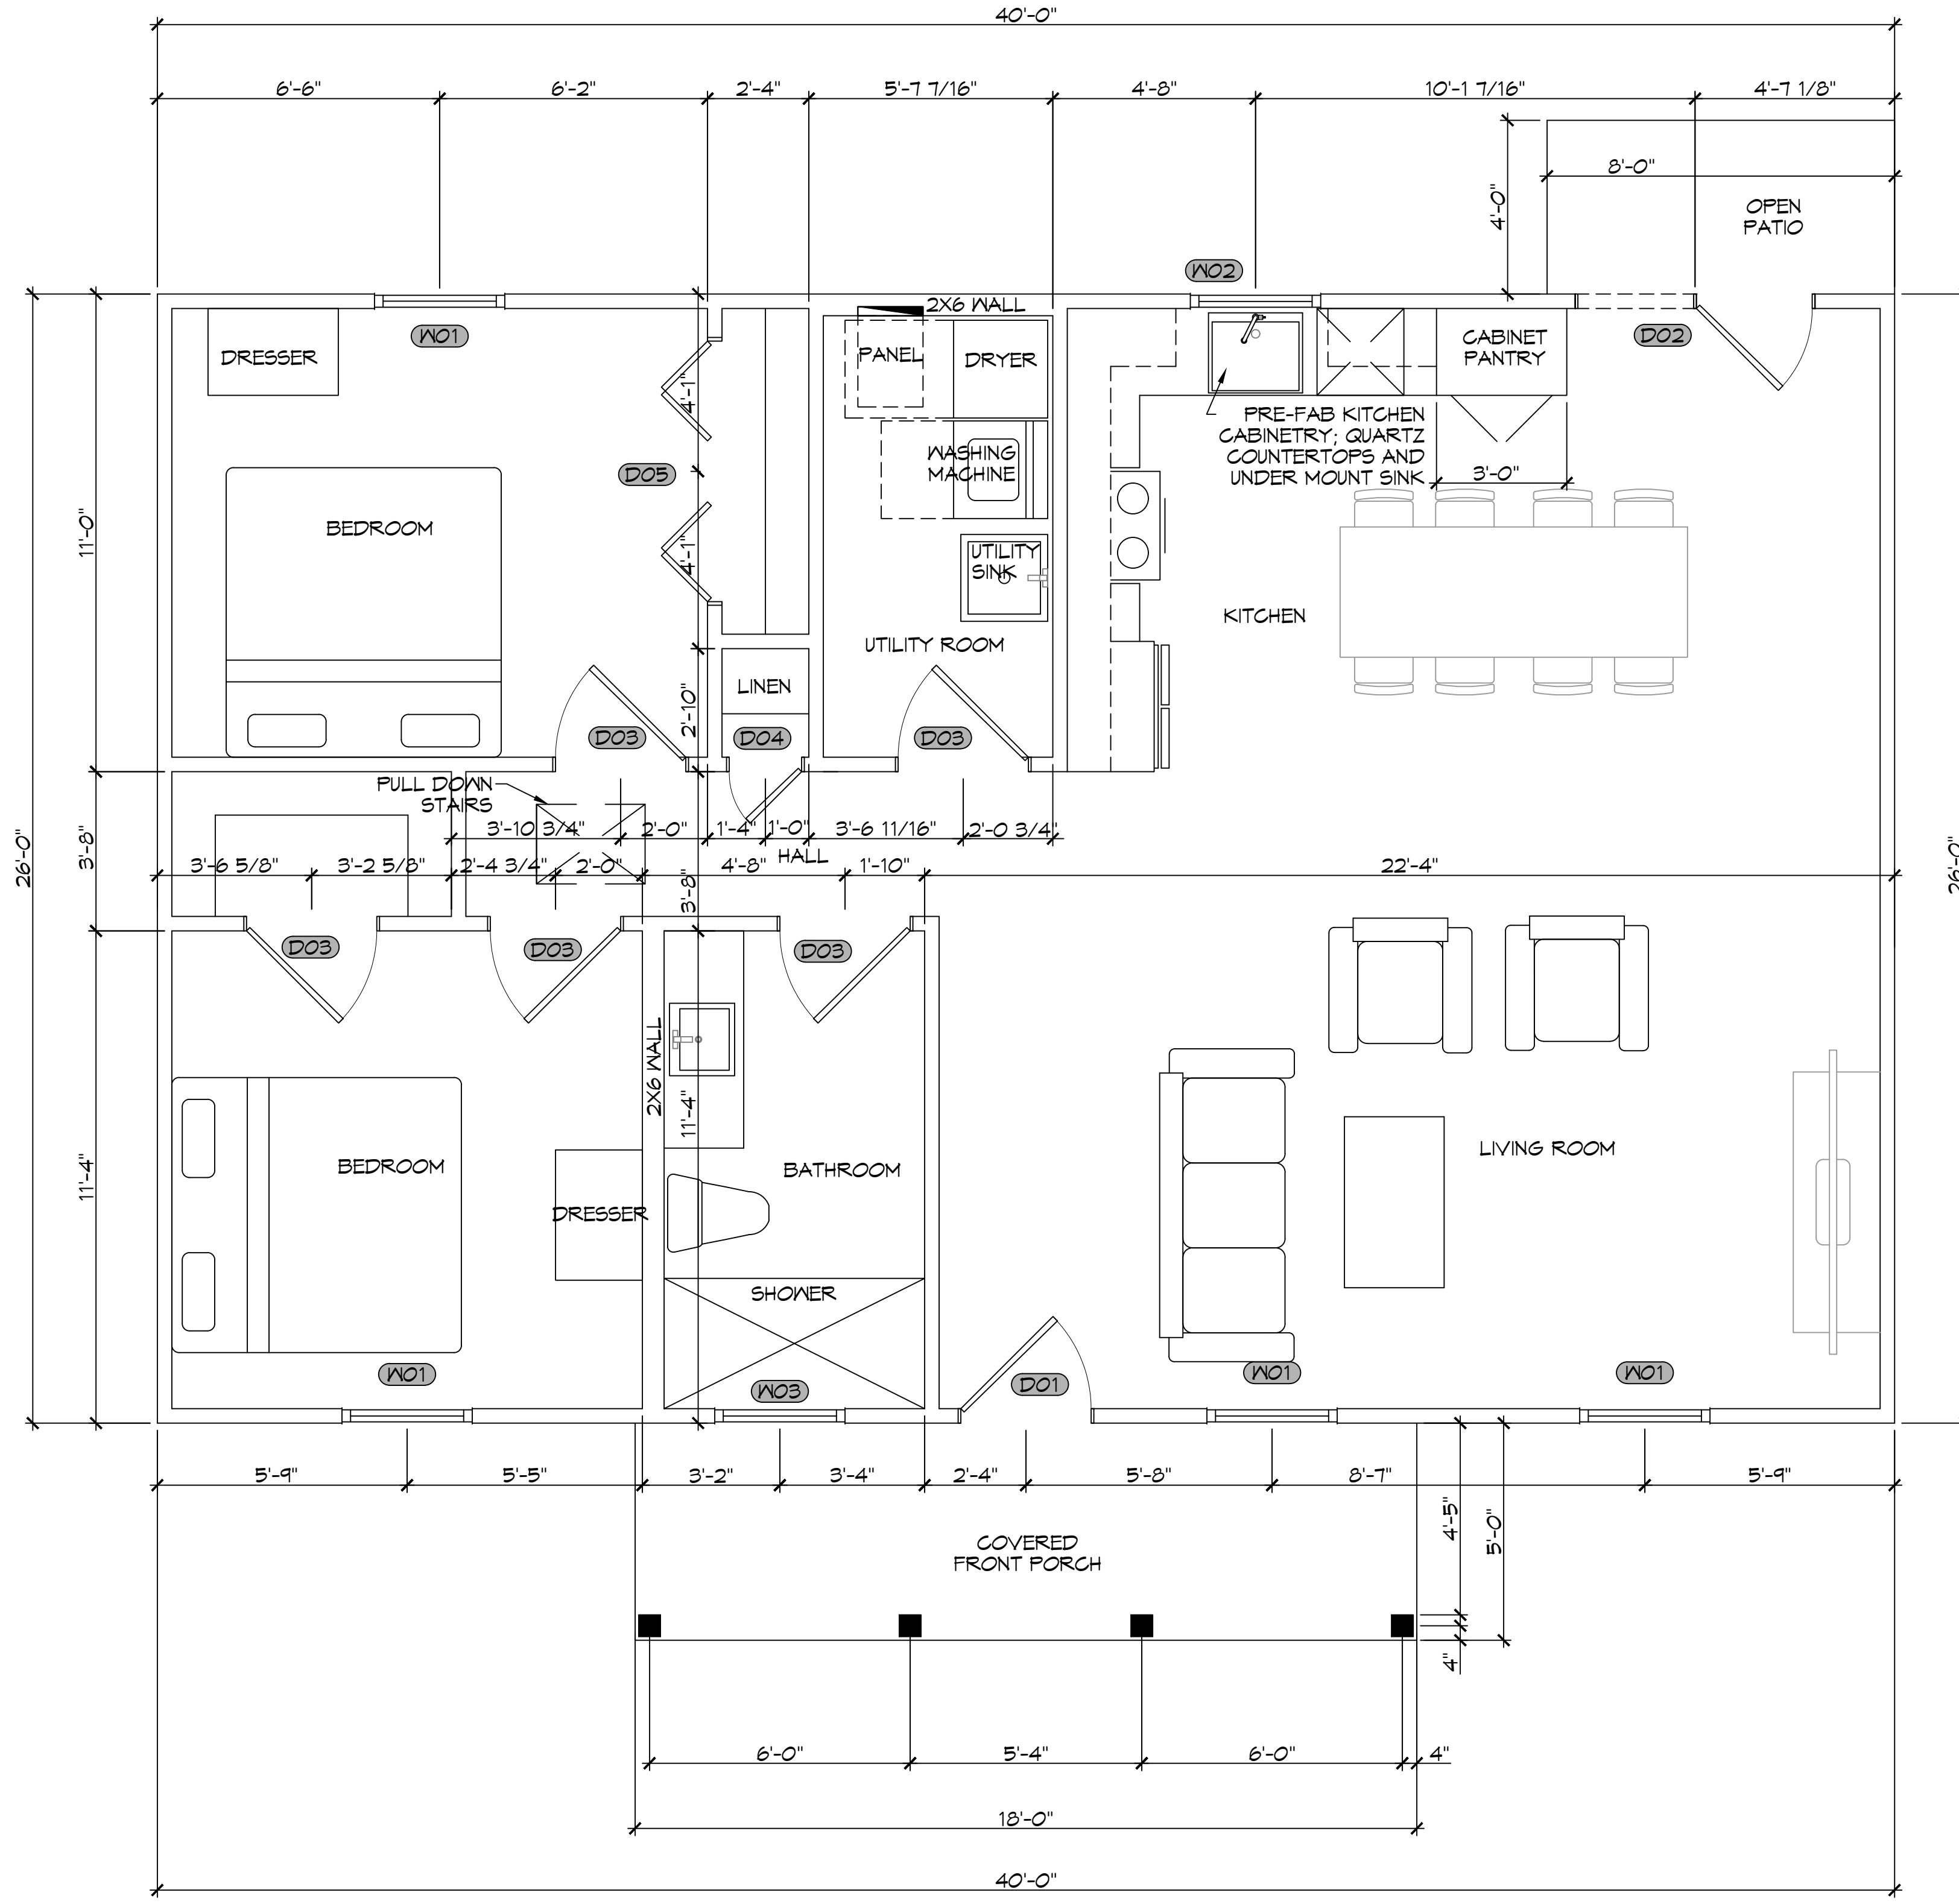 40'-0"
6'-6"
6'-2"
2'-4"
5'-7 7/16"
4'-8"
10'-1 7/16"
4'-7 1/8"
8'-0"
4'-0"
OPEN
PATIO
W02
2X6 WALL
W01
D02
DRESSER
PANEL
DRYER
CABINET
PANTRY
4'-1"
PRE-FAB KITCHEN
CABINETRY; QUARTZ
COUNTERTOPS AND
UNDER MOUNT SINK
3'-0"
WASHING
MACHINE
D05
11'-0"
BEDROOM
4'-1"
UTILITY
SINK
KITCHEN
UTILITY ROOM
LINEN
2'-10"
D03
D04
D03
PULL DOWN
STAIRS
3'-10 3/4"
2'-0"
1'-4"
1'-0"
3'-6 11/16"
2'-0 3/4"
HALL
26'-0"
3'-8"
3'-6 5/8"
3'-2 5/8"
2'-4 3/4"
2'-0"
4'-8"
1'-10"
22'-4"
26'-0"
3'-8"
D03
D03
D03
2X6 WALL
11'-4"
11'-4"
BEDROOM
BATHROOM
LIVING ROOM
DRESSER
SHOWER
W01
W03
D01
W01
W01
5'-9"
5'-5"
3'-2"
3'-4"
2'-4"
5'-8"
8'-7"
5'-9"
4'-5"
5'-0"
COVERED
FRONT PORCH
4"
6'-0"
5'-4"
6'-0"
4"
18'-0"
40'-0"